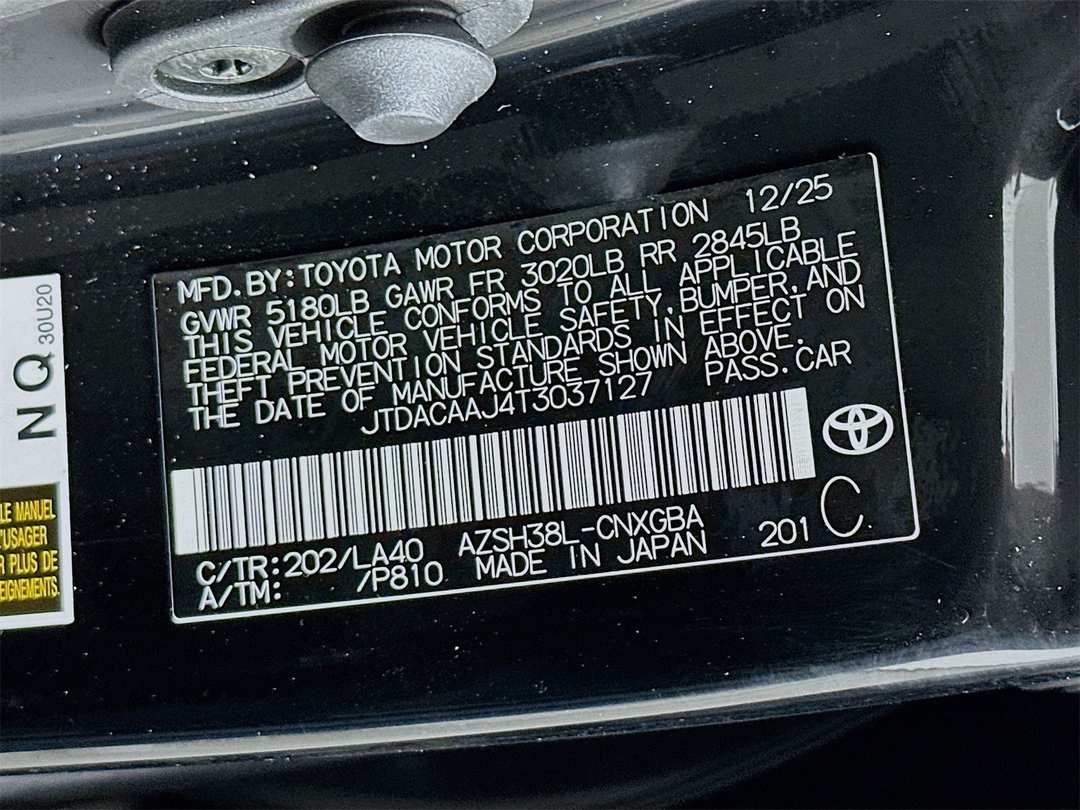 MFD.BY:TOYOTA MOTOR CORPORATION 12/25
GVWR 5180LB GAWR FR 3020LB RR 2845LB
THIS VEHICLE CONFORMS TO ALL APPLICABLE
FEDERAL MOTOR VEHICLE SAFETY,BUMPER,AND
THEFT PREVENTION STANDARDS IN EFFECT ON
THE DATE OF MANUFACTURE SHOWN ABOVE.
JTDACAAJ4T3037127 PASS.CAR
C/TR:202/LA40 AZSH38L-CNXGBA
A/TM: /P810 MADE IN JAPAN 201 C
NQ 30U20
LE MANUEL
L'USAGER
R PLUS DE
EIGNEMENTS.